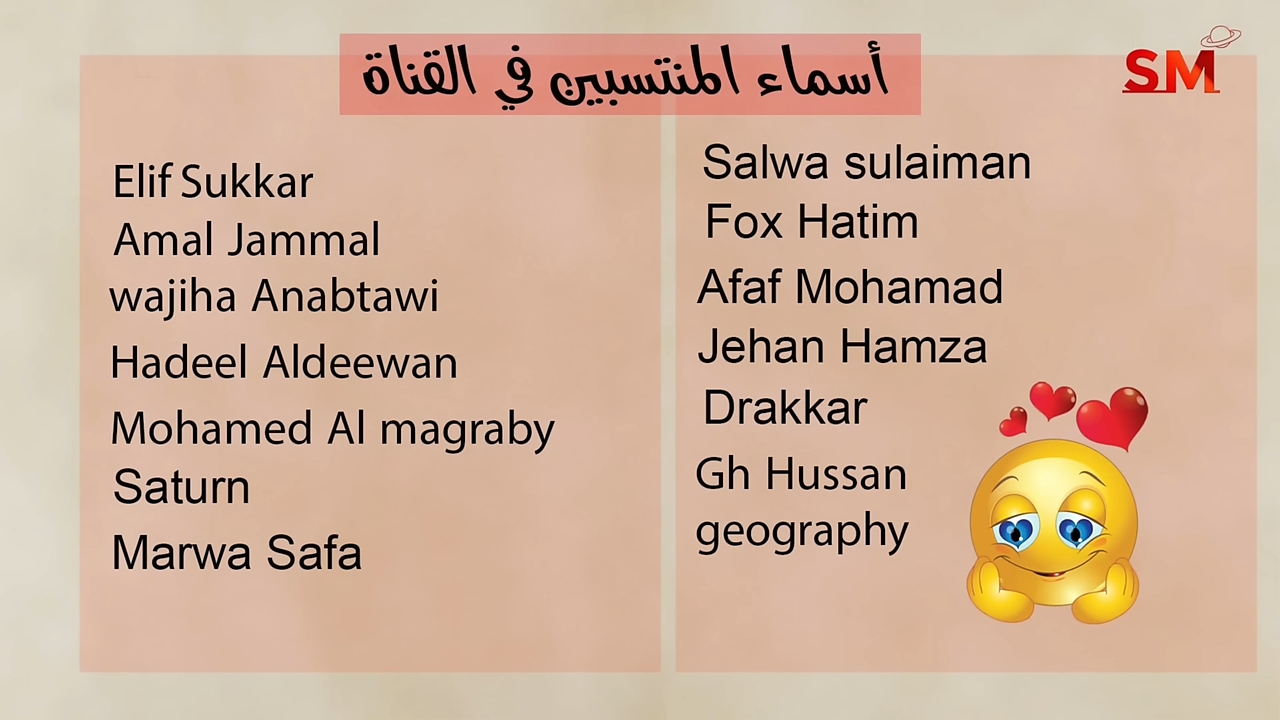 أسماء المنتسبين في القناة
SM
Elif Sukkar
Amal Jammal
wajiha Anabtawi
Hadeel Aldeewan
Mohamed Al magraby
Saturn
Marwa Safa
Salwa sulaiman
Fox Hatim
Afaf Mohamad
Jehan Hamza
Drakkar
Gh Hussan
geography